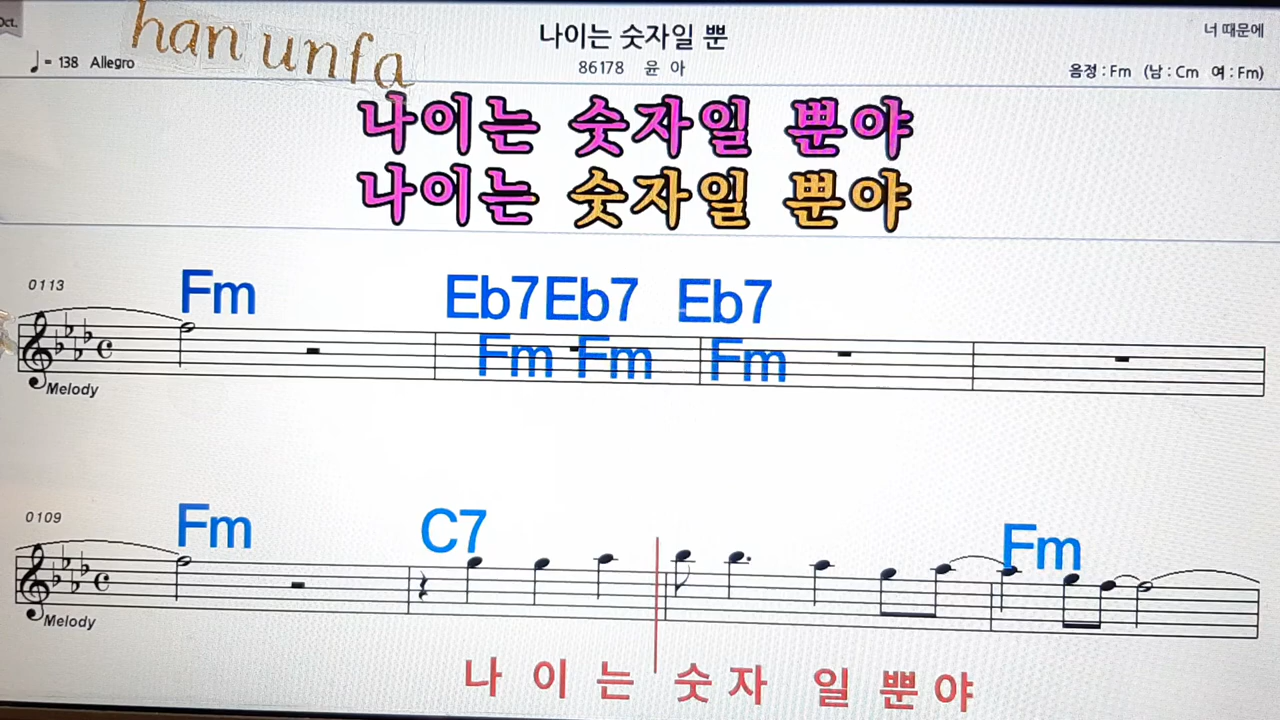 Oct.
han unfa
나이는 숫자일 뿐
너 때문에
♩= 138 Allegro
86178 윤 아
음정 : Fm (남 : Cm 여 : Fm)
나이는 숫자일 뿐야
나이는 숫자일 뿐야
0113
Fm Eb7 Eb7 Eb7
Fm Fm Fm
Melody
0109
Fm C7 Fm
Melody
나 이 는 숫 자 일 뿐 야